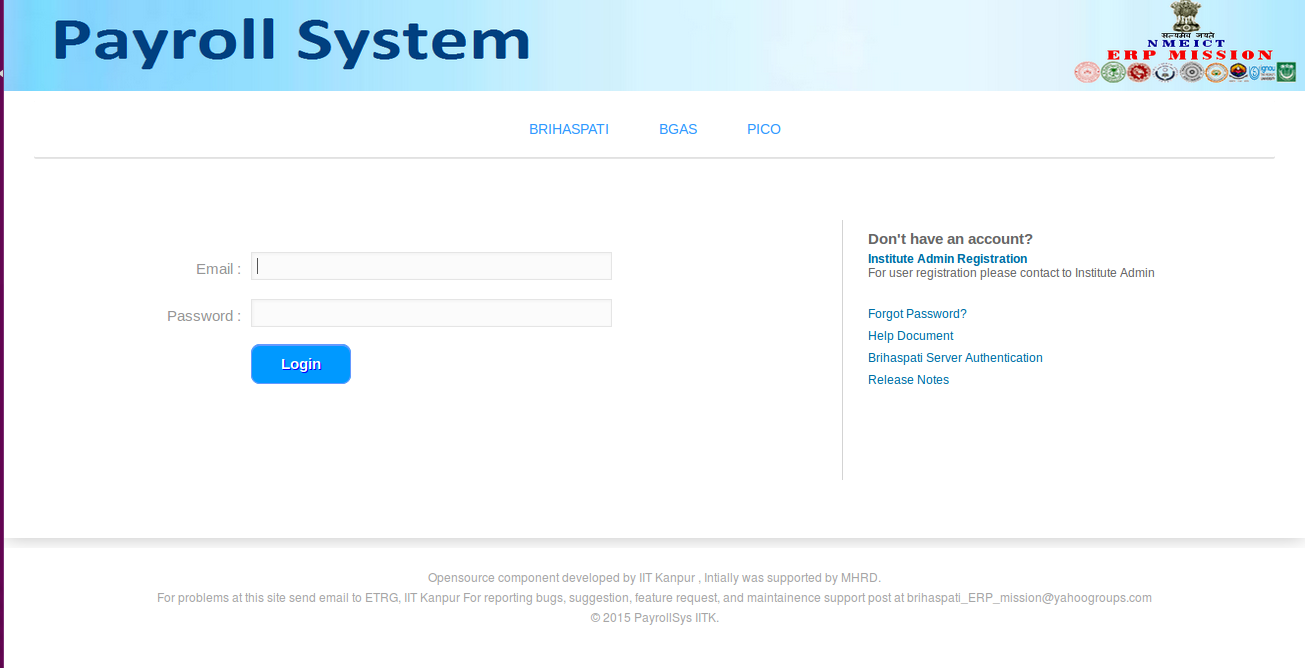 Payroll System
सत्यमेव जयते
NMEICT
ERP MISSION
ignou
BRIHASPATI BGAS PICO
Email :
Password :
Login
Don't have an account?
Institute Admin Registration
For user registration please contact to Institute Admin
Forgot Password?
Help Document
Brihaspati Server Authentication
Release Notes
Opensource component developed by IIT Kanpur , Intially was supported by MHRD.
For problems at this site send email to ETRG, IIT Kanpur For reporting bugs, suggestion, feature request, and maintainence support post at brihaspati_ERP_mission@yahoogroups.com
© 2015 PayrollSys IITK.